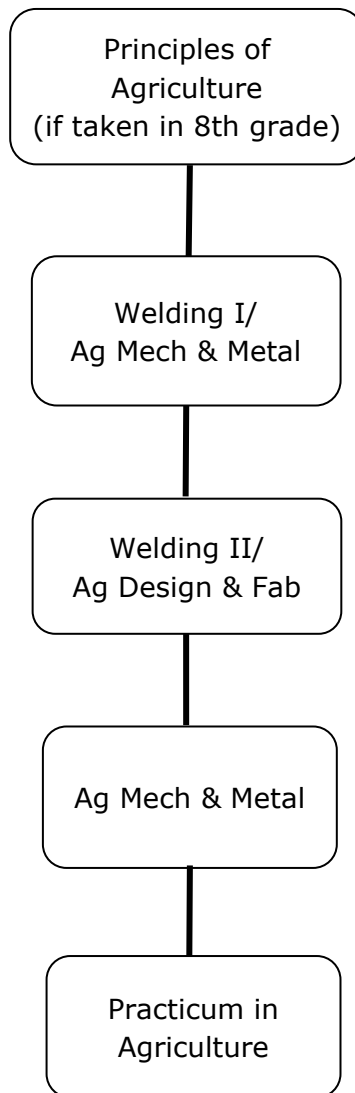 Principles of
Agriculture
(if taken in 8th grade)
Welding I/
Ag Mech & Metal
Welding II/
Ag Design & Fab
Ag Mech & Metal
Practicum in
Agriculture